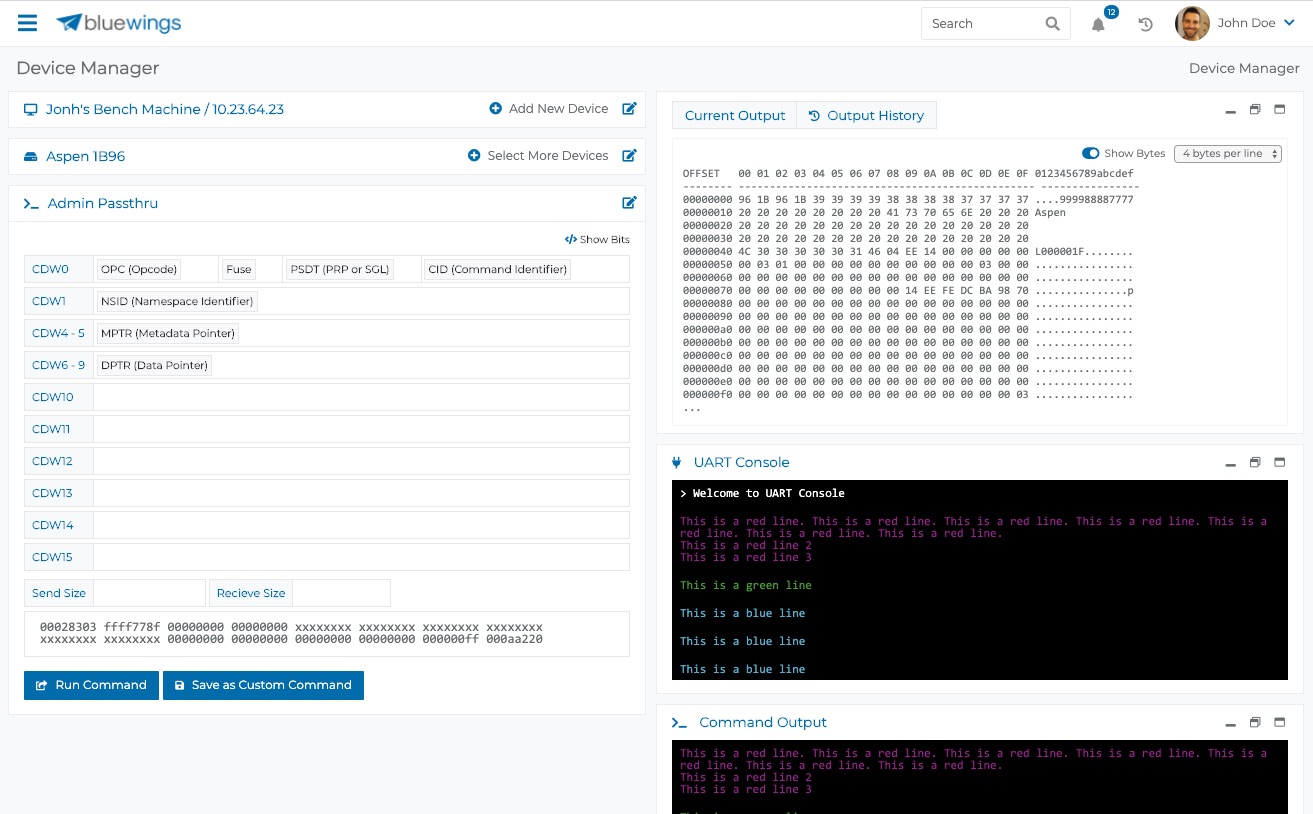 bluewings
Search
12
John Doe
Device Manager
Device Manager
Jonh's Bench Machine / 10.23.64.23
Add New Device
Aspen 1B96
Select More Devices
Admin Passthru
Show Bits
CDW0 OPC (Opcode) Fuse PSDT (PRP or SGL) CID (Command Identifier)
CDW1 NSID (Namespace Identifier)
CDW4 - 5 MPTR (Metadata Pointer)
CDW6 - 9 DPTR (Data Pointer)
CDW10
CDW11
CDW12
CDW13
CDW14
CDW15
Send Size Recieve Size
00028303 ffff778f 00000000 00000000 xxxxxxxx xxxxxxxx xxxxxxxx xxxxxxxx
xxxxxxxx xxxxxxxx 00000000 00000000 00000000 00000000 000000ff 000aa220
Run Command Save as Custom Command
Current Output Output History
Show Bytes 4 bytes per line
OFFSET 00 01 02 03 04 05 06 07 08 09 0A 0B 0C 0D 0E 0F 0123456789abcdef
-------- ----------------------------------------------- ----------------
00000000 96 1B 96 1B 39 39 39 39 38 38 38 38 37 37 37 37 ....999988887777
00000010 20 20 20 20 20 20 20 20 41 73 70 65 6E 20 20 20 Aspen
00000020 20 20 20 20 20 20 20 20 20 20 20 20 20 20 20 20
00000030 20 20 20 20 20 20 20 20 20 20 20 20 20 20 20 20
00000040 4C 30 30 30 30 30 31 46 04 EE 14 00 00 00 00 00 L000001F........
00000050 00 03 01 00 00 00 00 00 00 00 00 00 00 03 00 00 ................
00000060 00 00 00 00 00 00 00 00 00 00 00 00 00 00 00 00 ................
00000070 00 00 00 00 00 00 00 00 00 14 EE FE DC BA 98 70 ...............p
00000080 00 00 00 00 00 00 00 00 00 00 00 00 00 00 00 00 ................
00000090 00 00 00 00 00 00 00 00 00 00 00 00 00 00 00 00 ................
000000a0 00 00 00 00 00 00 00 00 00 00 00 00 00 00 00 00 ................
000000b0 00 00 00 00 00 00 00 00 00 00 00 00 00 00 00 00 ................
000000c0 00 00 00 00 00 00 00 00 00 00 00 00 00 00 00 00 ................
000000d0 00 00 00 00 00 00 00 00 00 00 00 00 00 00 00 00 ................
000000e0 00 00 00 00 00 00 00 00 00 00 00 00 00 00 00 00 ................
000000f0 00 00 00 00 00 00 00 00 00 00 00 00 00 00 00 03 ................
...
UART Console
> Welcome to UART Console
This is a red line. This is a red line. This is a red line. This is a red line. This is a
red line. This is a red line. This is a red line.
This is a red line 2
This is a red line 3
This is a green line
This is a blue line
This is a blue line
This is a blue line
Command Output
This is a red line. This is a red line. This is a red line. This is a red line. This is a
red line. This is a red line. This is a red line.
This is a red line 2
This is a red line 3